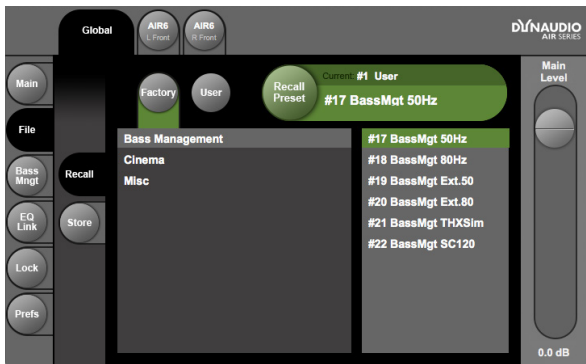 Global
AIR6
L Front
AIR6
R Front
DYNAUDIO
AIR SERIES
Main
File
Bass
Mngt
EQ
Link
Lock
Prefs
Recall
Store
Factory
User
Recall
Preset
Current: #1 User
#17 BassMgt 50Hz
Bass Management
Cinema
Misc
#17 BassMgt 50Hz
#18 BassMgt 80Hz
#19 BassMgt Ext.50
#20 BassMgt Ext.80
#21 BassMgt THXSim
#22 BassMgt SC120
Main
Level
0.0 dB